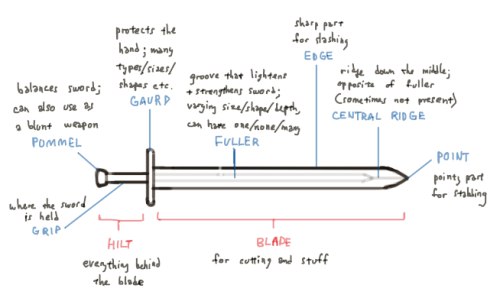 balances sword;
can also use as
a blunt weapon
POMMEL
protects the
hand; many
types/sizes/
shapes etc.
GAURD
groove that lightens
+ strengthens sword;
varying size/shape/depth,
can have one/none/many
FULLER
sharp part
for slashing
EDGE
ridge down the middle;
opposite of fuller
(sometimes not present)
CENTRAL RIDGE
POINT
pointy part
for stabbing
where the sword
is held
GRIP
HILT
everything behind
the blade
BLADE
for cutting and stuff